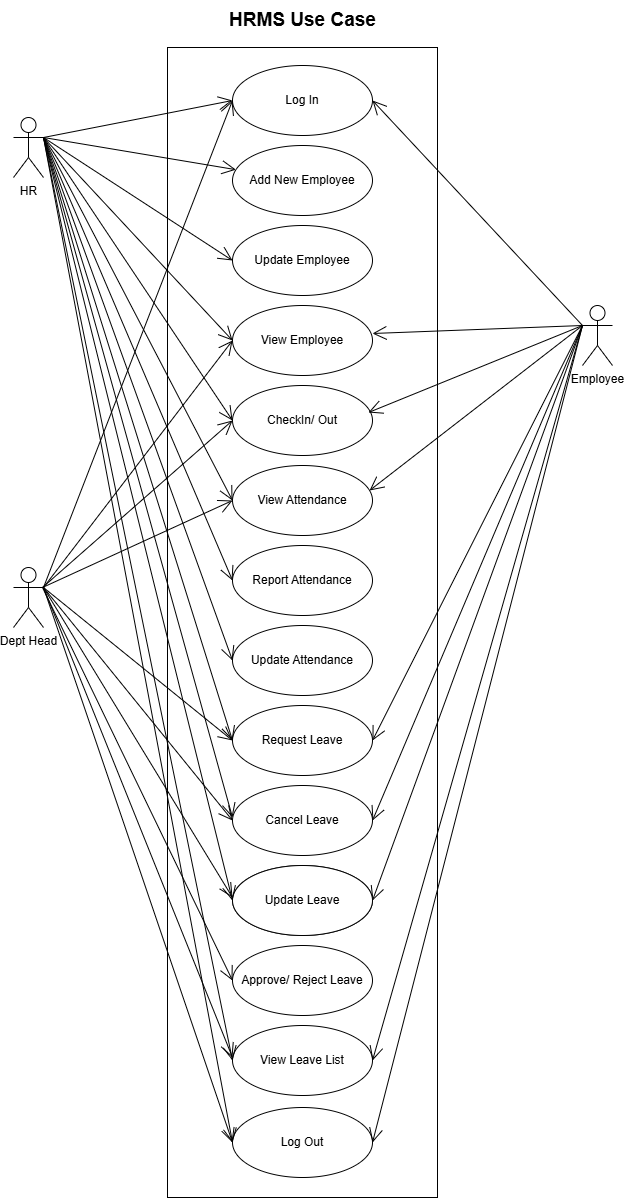 HRMS Use Case
Log In
HR
Add New Employee
Update Employee
View Employee
Employee
CheckIn/ Out
View Attendance
Report Attendance
Dept Head
Update Attendance
Request Leave
Cancel Leave
Update Leave
Approve/ Reject Leave
View Leave List
Log Out